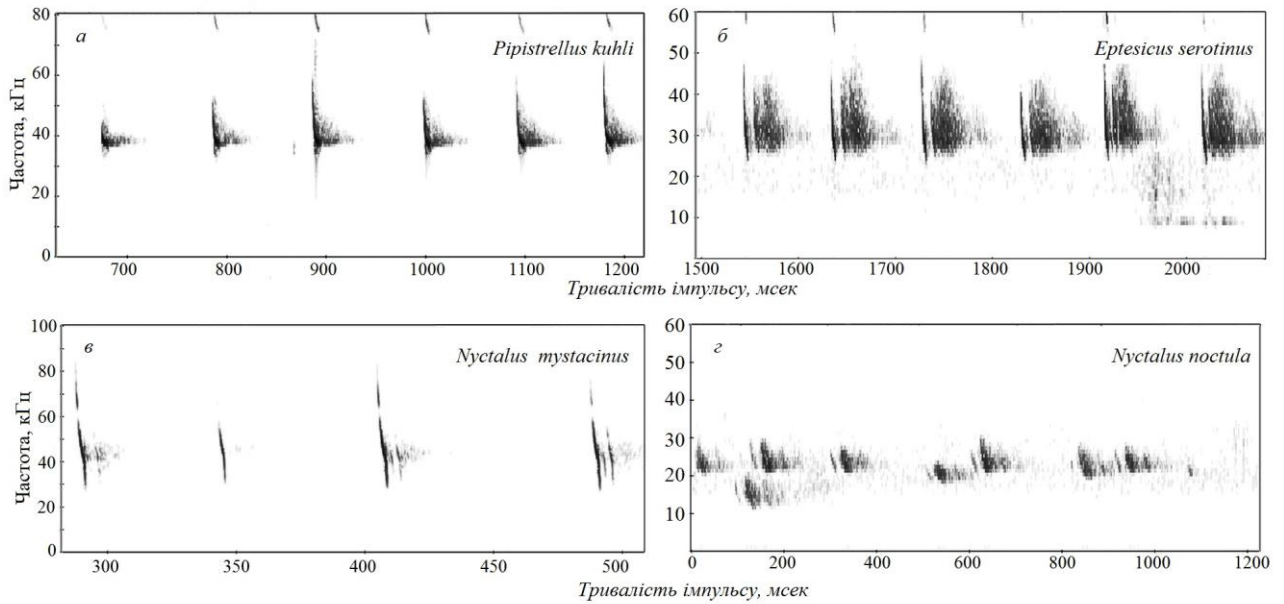 80
60
40
20
0
Частота, кГц
а
Pipistrellus kuhli
700 800 900 1000 1100 1200
60
50
40
30
20
10
б
Eptesicus serotinus
1500 1600 1700 1800 1900 2000
Тривалість імпульсу, мсек
100
80
60
40
20
0
Частота, кГц
в
Nyctalus mystacinus
300 350 400 450 500
60
50
40
30
20
10
г
Nyctalus noctula
0 200 400 600 800 1000 1200
Тривалість імпульсу, мсек